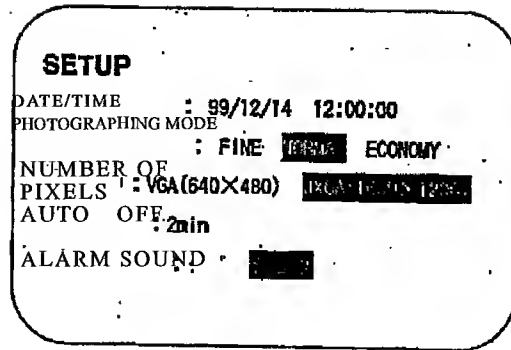 SETUP
DATE/TIME : 99/12/14 12:00:00
PHOTOGRAPHING MODE
: FINE ECONOMY
NUMBER OF
PIXELS : VGA(640×480)
AUTO OFF : 2min
ALARM SOUND :